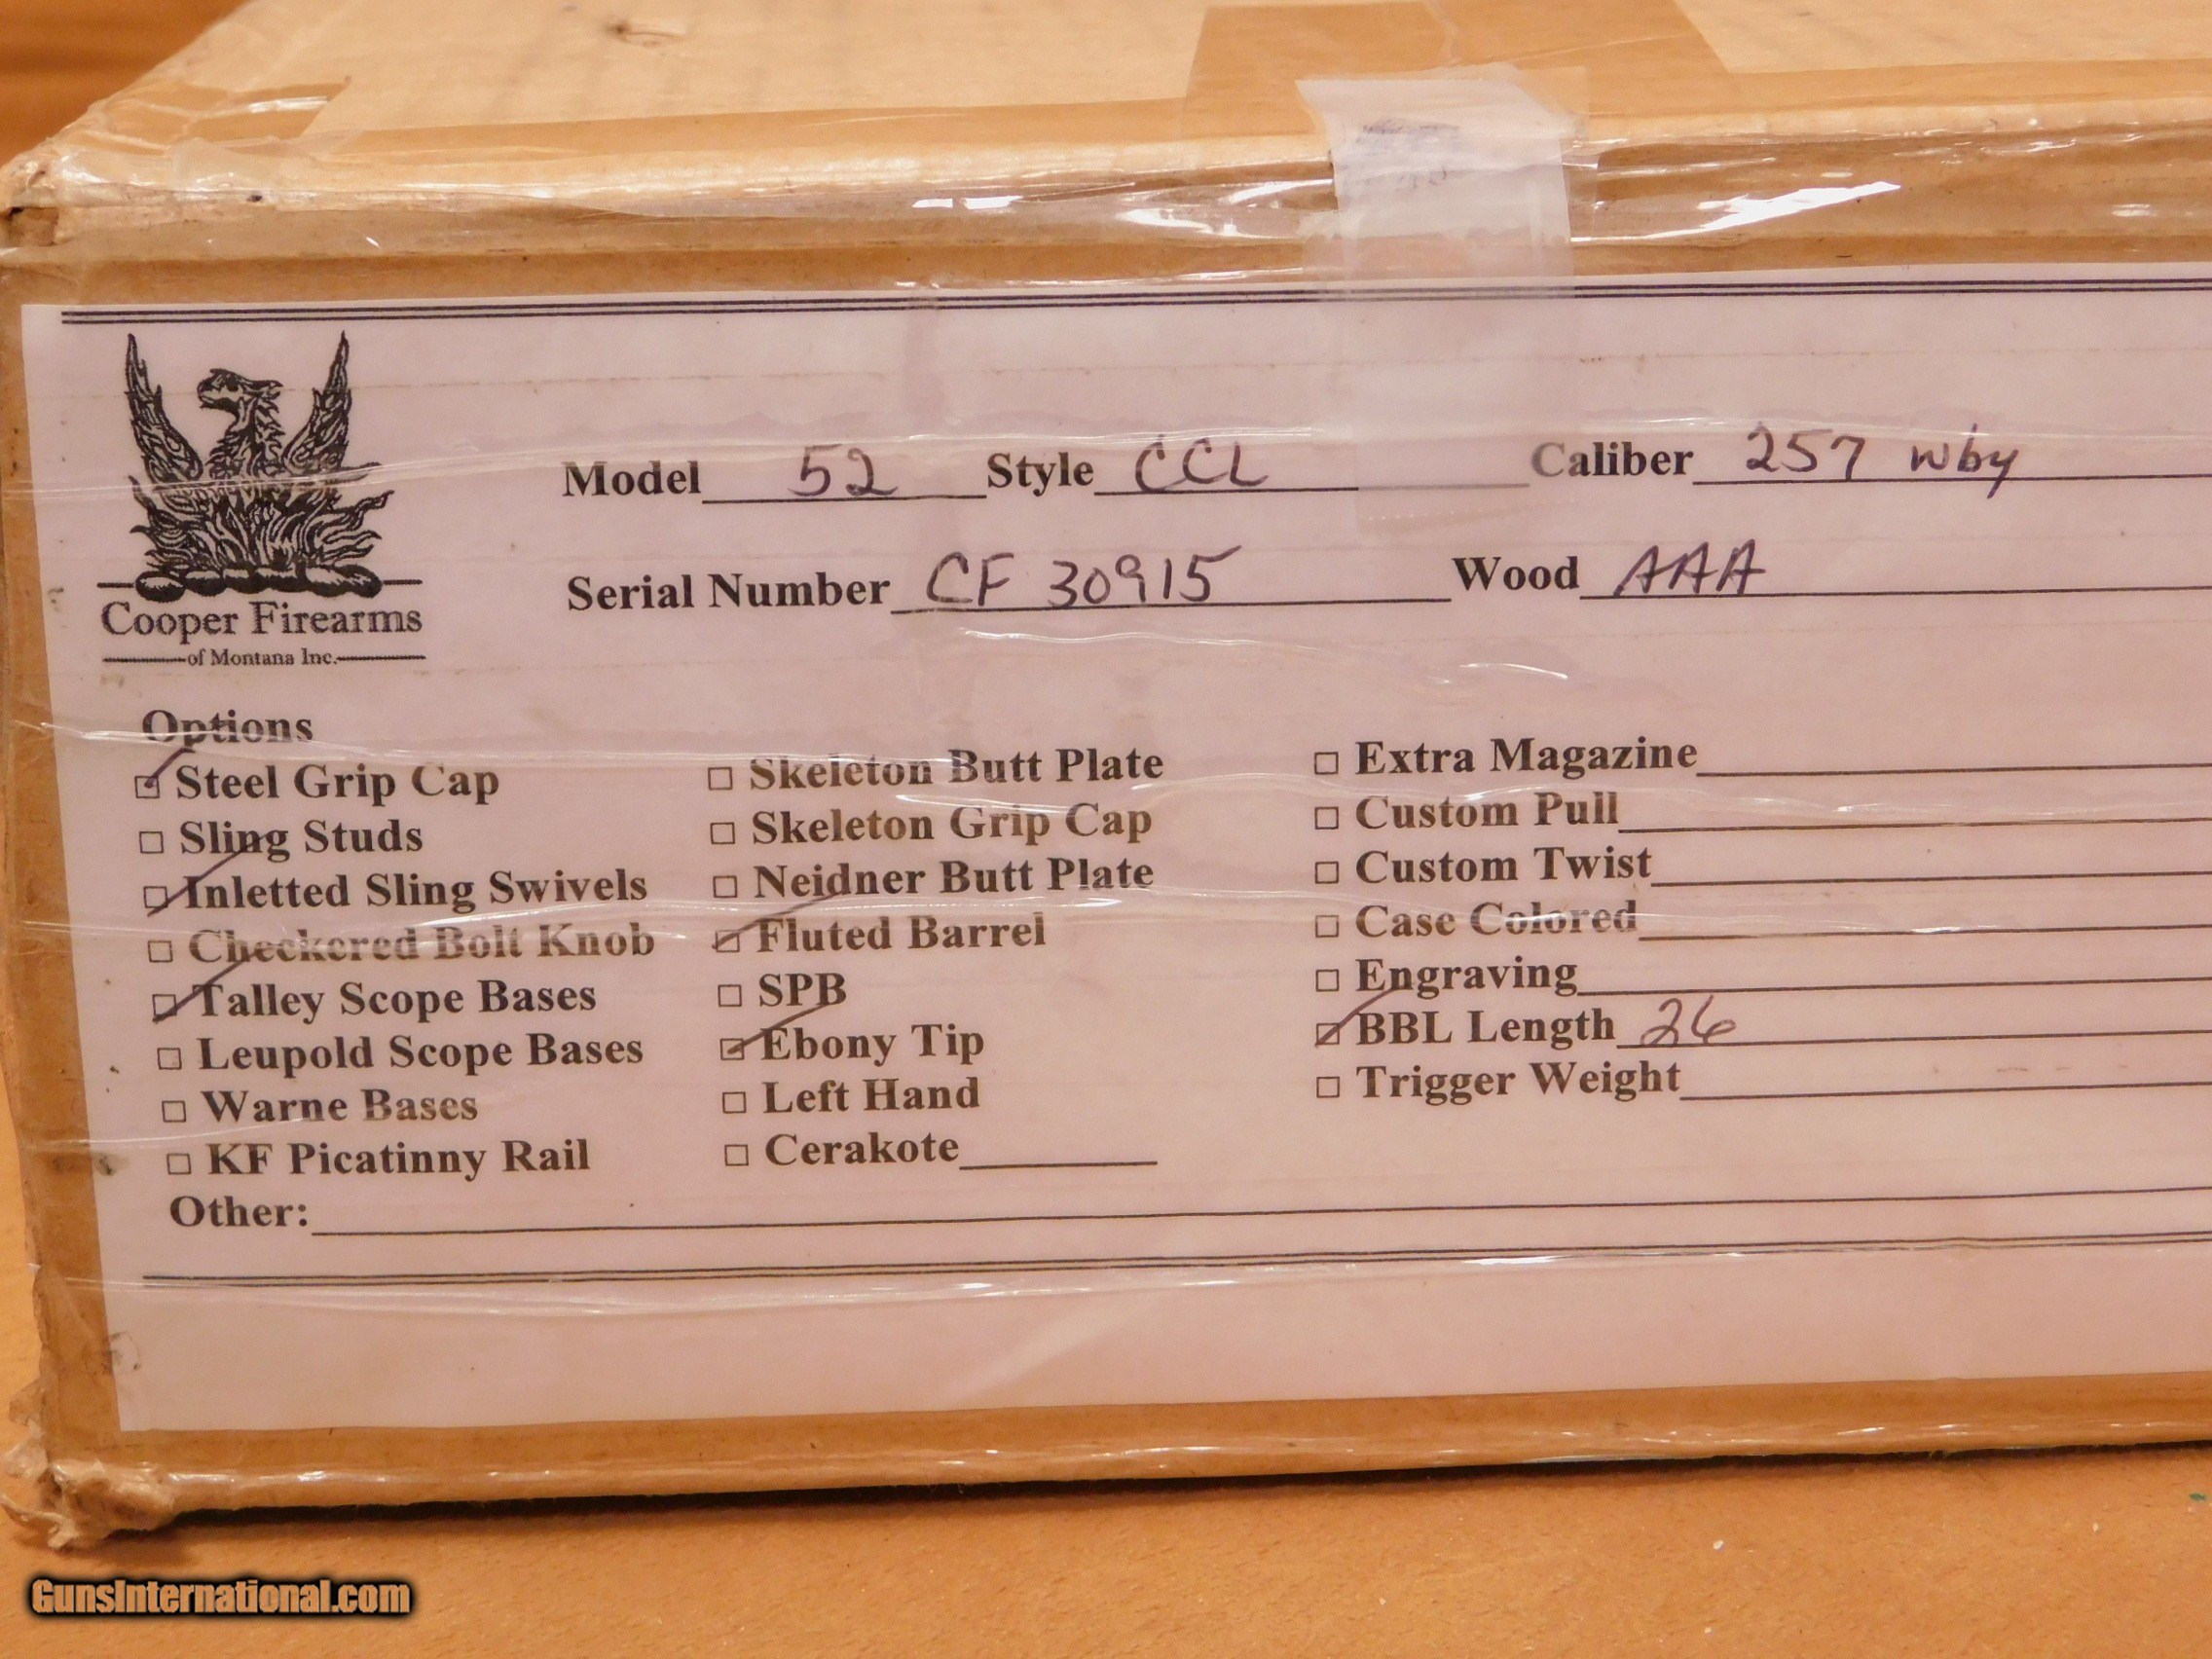 Model 52 Style CCL Caliber 257 Wby
Serial Number CF 30915 Wood AAA
Cooper Firearms
of Montana Inc.
Options
Steel Grip Cap
Sling Studs
Inletted Sling Swivels
Checkered Bolt Knob
Talley Scope Bases
Leupold Scope Bases
Warne Bases
KF Picatinny Rail
Skeleton Butt Plate
Skeleton Grip Cap
Neidner Butt Plate
Fluted Barrel
SPB
Ebony Tip
Left Hand
Cerakote
Extra Magazine
Custom Pull
Custom Twist
Case Colored
Engraving
BBL Length 26
Trigger Weight
Other:
GunsInternational.com